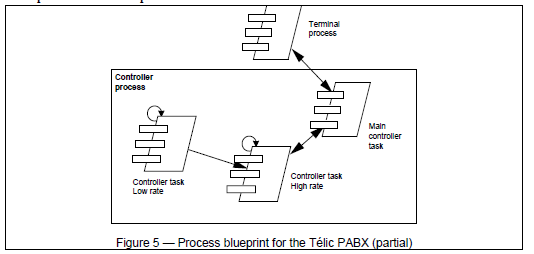 Terminal
process
Controller
process
Main
controller
task
Controller task
Low rate
Controller task
High rate
Figure 5 — Process blueprint for the Télic PABX (partial)